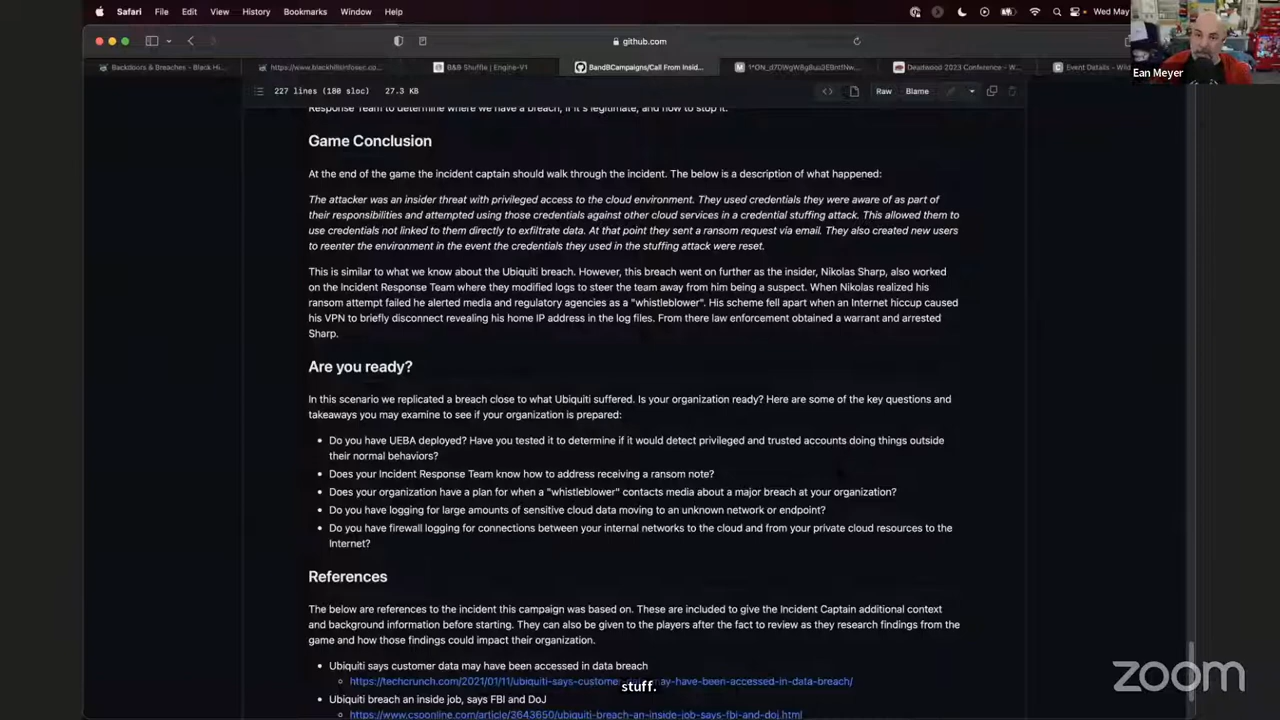 Safari File Edit View History Bookmarks Window Help
Wed May
github.com
Backdoors & Breaches - Black Hi...
https://www.blackhillsinfosec.co...
B&B Shuffle | Engine-V1
BandBCampaigns/Call From Insid...
Deadwood 2023 Conference - W...
Event Details - Wild
Ean Meyer
227 lines (180 sloc) 27.3 KB
Raw Blame
Response Team to determine where we have a breach, if it's legitimate, and how to stop it.
Game Conclusion
At the end of the game the incident captain should walk through the incident. The below is a description of what happened:
The attacker was an insider threat with privileged access to the cloud environment. They used credentials they were aware of as part of
their responsibilities and attempted using those credentials against other cloud services in a credential stuffing attack. This allowed them to
use credentials not linked to them directly to exfiltrate data. At that point they sent a ransom request via email. They also created new users
to reenter the environment in the event the credentials they used in the stuffing attack were reset.
This is similar to what we know about the Ubiquiti breach. However, this breach went on further as the insider, Nikolas Sharp, also worked
on the Incident Response Team where they modified logs to steer the team away from him being a suspect. When Nikolas realized his
ransom attempt failed he alerted media and regulatory agencies as a "whistleblower". His scheme fell apart when an Internet hiccup caused
his VPN to briefly disconnect revealing his home IP address in the log files. From there law enforcement obtained a warrant and arrested
Sharp.
Are you ready?
In this scenario we replicated a breach close to what Ubiquiti suffered. Is your organization ready? Here are some of the key questions and
takeaways you may examine to see if your organization is prepared:
• Do you have UEBA deployed? Have you tested it to determine if it would detect privileged and trusted accounts doing things outside
their normal behaviors?
• Does your Incident Response Team know how to address receiving a ransom note?
• Does your organization have a plan for when a "whistleblower" contacts media about a major breach at your organization?
• Do you have logging for large amounts of sensitive cloud data moving to an unknown network or endpoint?
• Do you have firewall logging for connections between your internal networks to the cloud and from your private cloud resources to the
Internet?
References
The below are references to the incident this campaign was based on. These are included to give the Incident Captain additional context
and background information before starting. They can also be given to the players after the fact to review as they research findings from the
game and how those findings could impact their organization.
• Ubiquiti says customer data may have been accessed in data breach
https://techcrunch.com/2021/01/11/ubiquiti-says-customer-data-may-have-been-accessed-in-data-breach/
stuff.
• Ubiquiti breach an inside job, says FBI and DoJ
https://www.csoonline.com/article/3643650/ubiquiti-breach-an-inside-job-says-fbi-and-doj.html
zoom